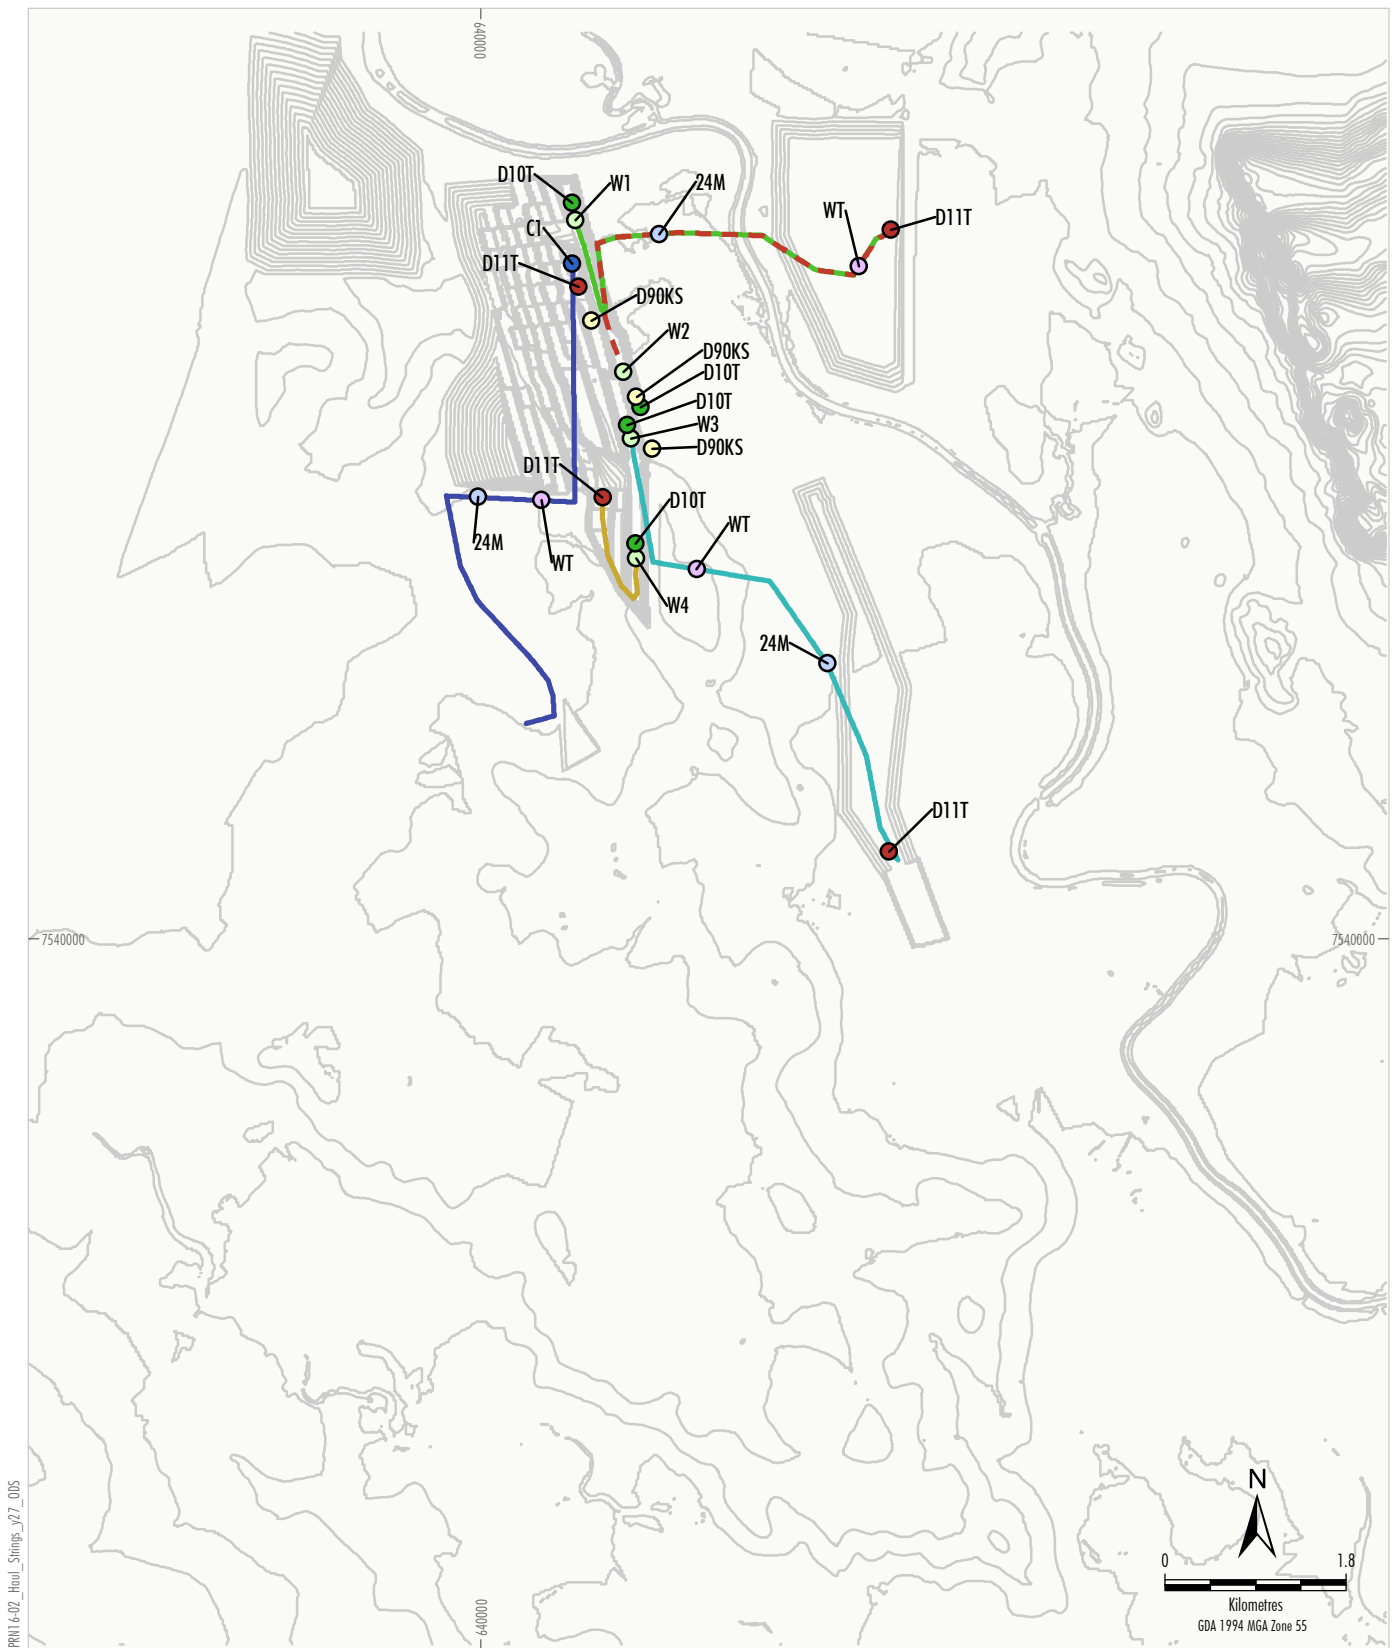 640000
D10T
W1
24M
C1
WT
D11T
D11T
D90KS
W2
D90KS
D10T
D10T
W3
D90KS
D11T
D10T
WT
24M
WT
W4
24M
D11T
7540000
7540000
N
0 1.8
Kilometres
GDA 1994 MGA Zone 55
640000
PRN16-02_Haul_Strings_y27_ODS